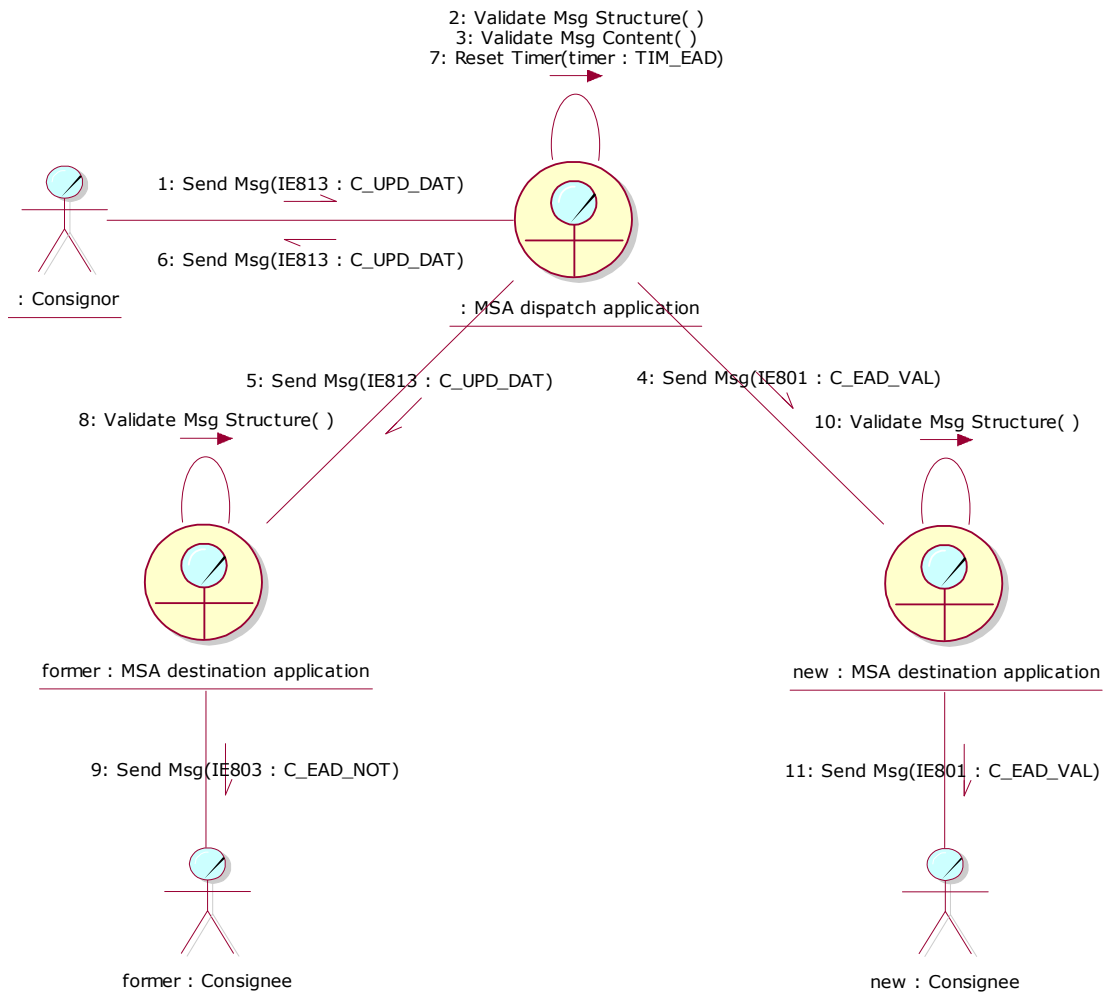 2: Validate Msg Structure( )
3: Validate Msg Content( )
7: Reset Timer(timer : TIM_EAD)
1: Send Msg(IE813 : C_UPD_DAT)
6: Send Msg(IE813 : C_UPD_DAT)
: Consignor
: MSA dispatch application
5: Send Msg(IE813 : C_UPD_DAT)
4: Send Msg(IE801 : C_EAD_VAL)
8: Validate Msg Structure( )
10: Validate Msg Structure( )
former : MSA destination application
new : MSA destination application
9: Send Msg(IE803 : C_EAD_NOT)
11: Send Msg(IE801 : C_EAD_VAL)
former : Consignee
new : Consignee